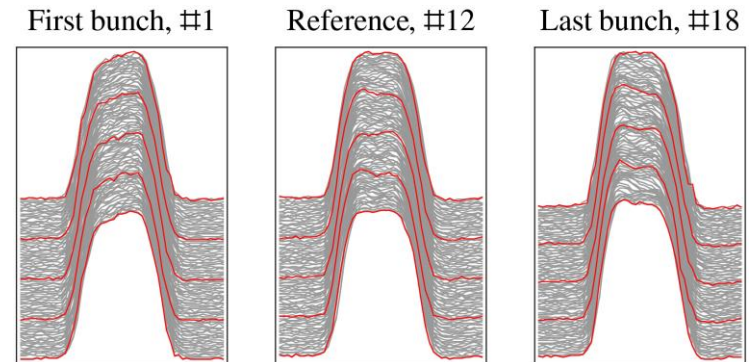 First bunch, #1
Reference, #12
Last bunch, #18